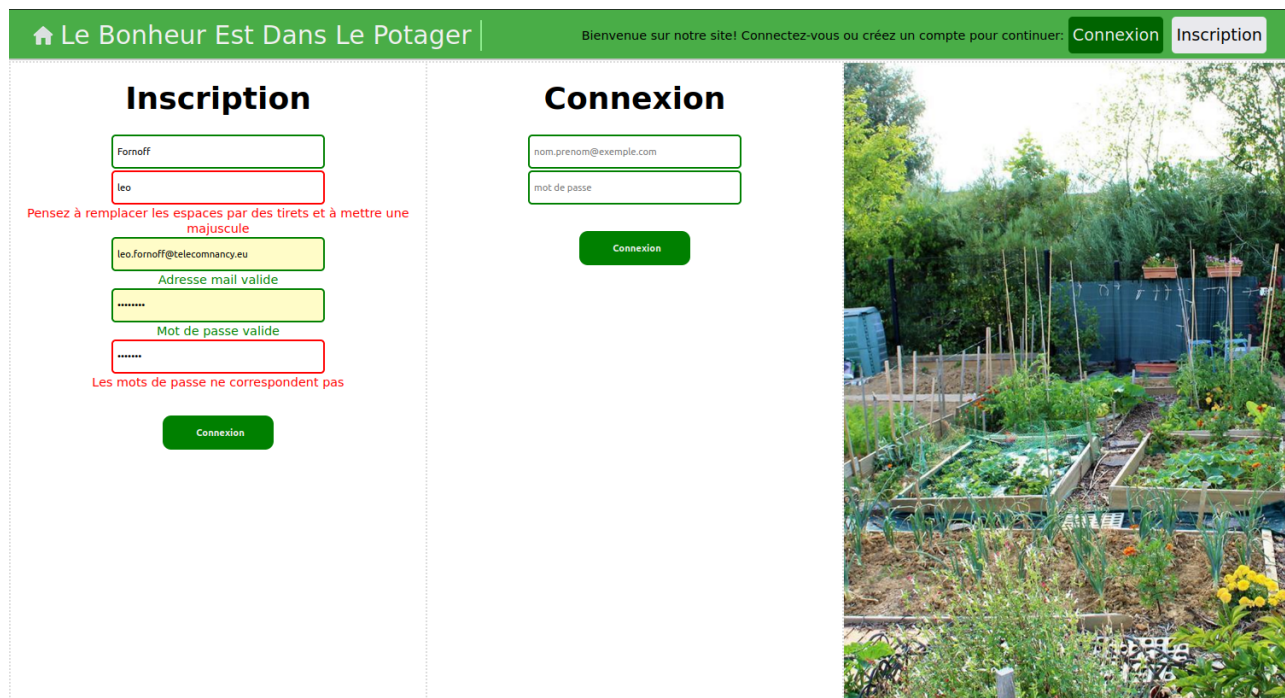 Le Bonheur Est Dans Le Potager
Bienvenue sur notre site! Connectez-vous ou créez un compte pour continuer: Connexion Inscription
Inscription
Fornoff
leo
Pensez à remplacer les espaces par des tirets et à mettre une
majuscule
leo.fornoff@telecomnancy.eu
Adresse mail valide
••••••••
Mot de passe valide
•••••••
Les mots de passe ne correspondent pas
Connexion
Connexion
nom.prenom@exemple.com
mot de passe
Connexion